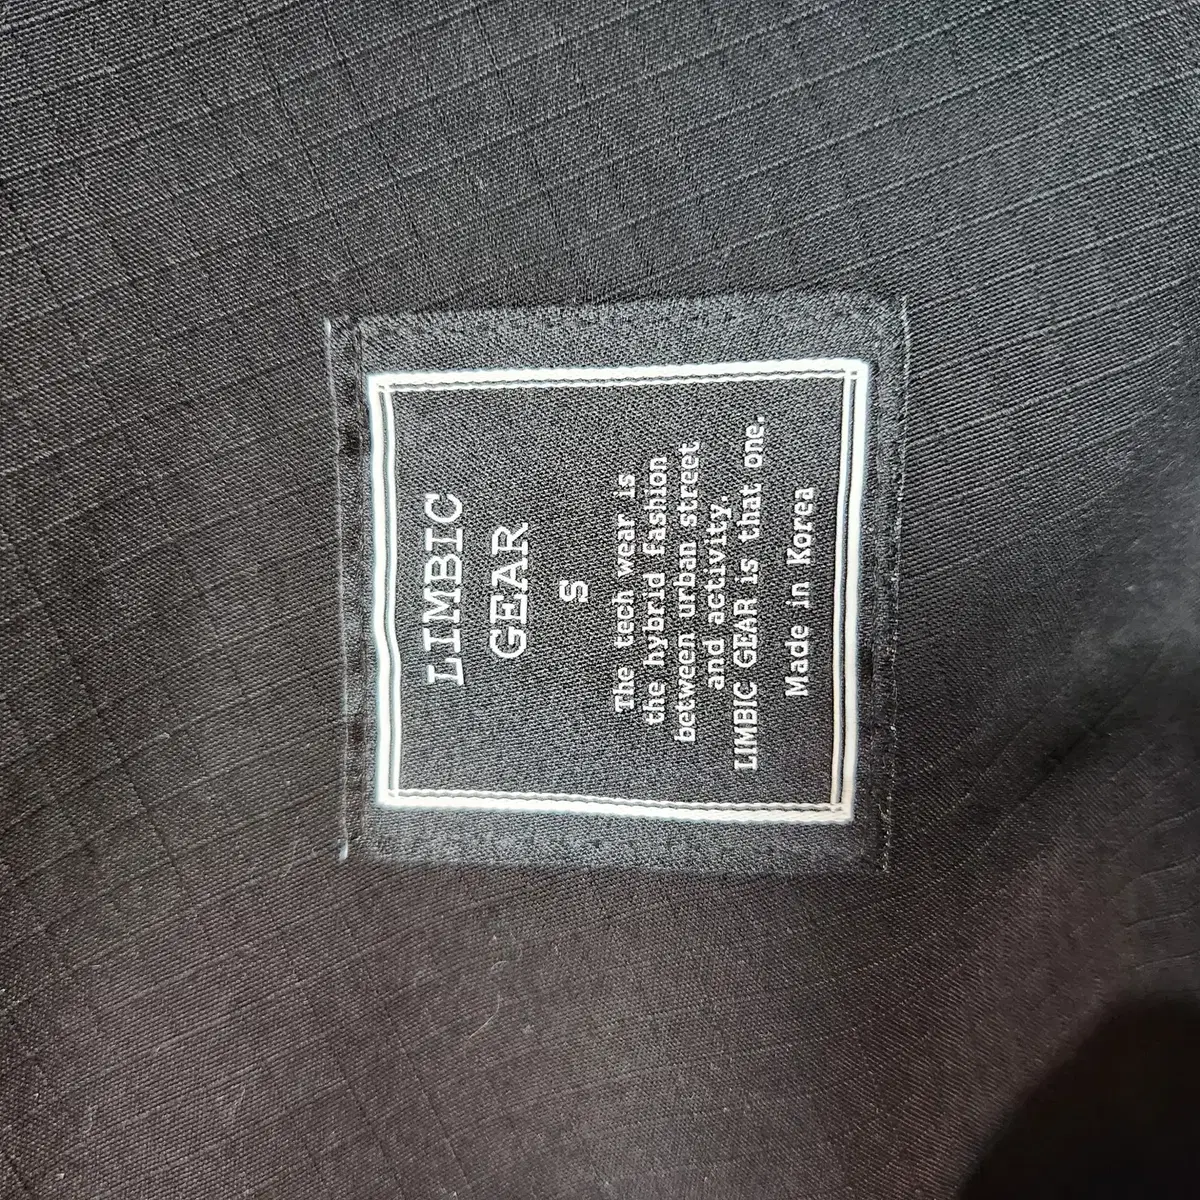 LIMBIC
GEAR
S
The tech wear is
the hybrid fashion
between urban street
and activity.
LIMBIC GEAR is that one.
Made in Korea